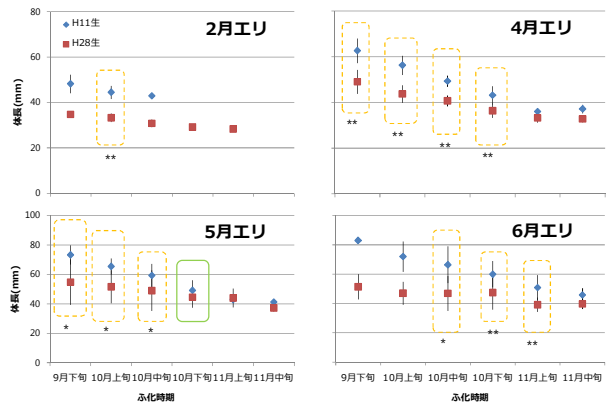 2月エリ
4月エリ
H11生
H28生
体長(mm)
80
60
40
20
0
**
** ** ** **
5月エリ
6月エリ
体長(mm)
100
80
60
40
20
0
* * *
* ** **
9月下旬 10月上旬 10月中旬 10月下旬 11月上旬 11月中旬
9月下旬 10月上旬 10月中旬 10月下旬 11月上旬 11月中旬
ふ化時期
ふ化時期